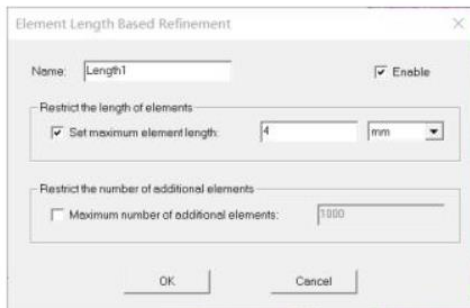 Element Length Based Refinement
Name: Length1 Enable
Restrict the length of elements
Set maximum element length: 4 mm
Restrict the number of additional elements
Maximum number of additional elements: 1000
OK Cancel